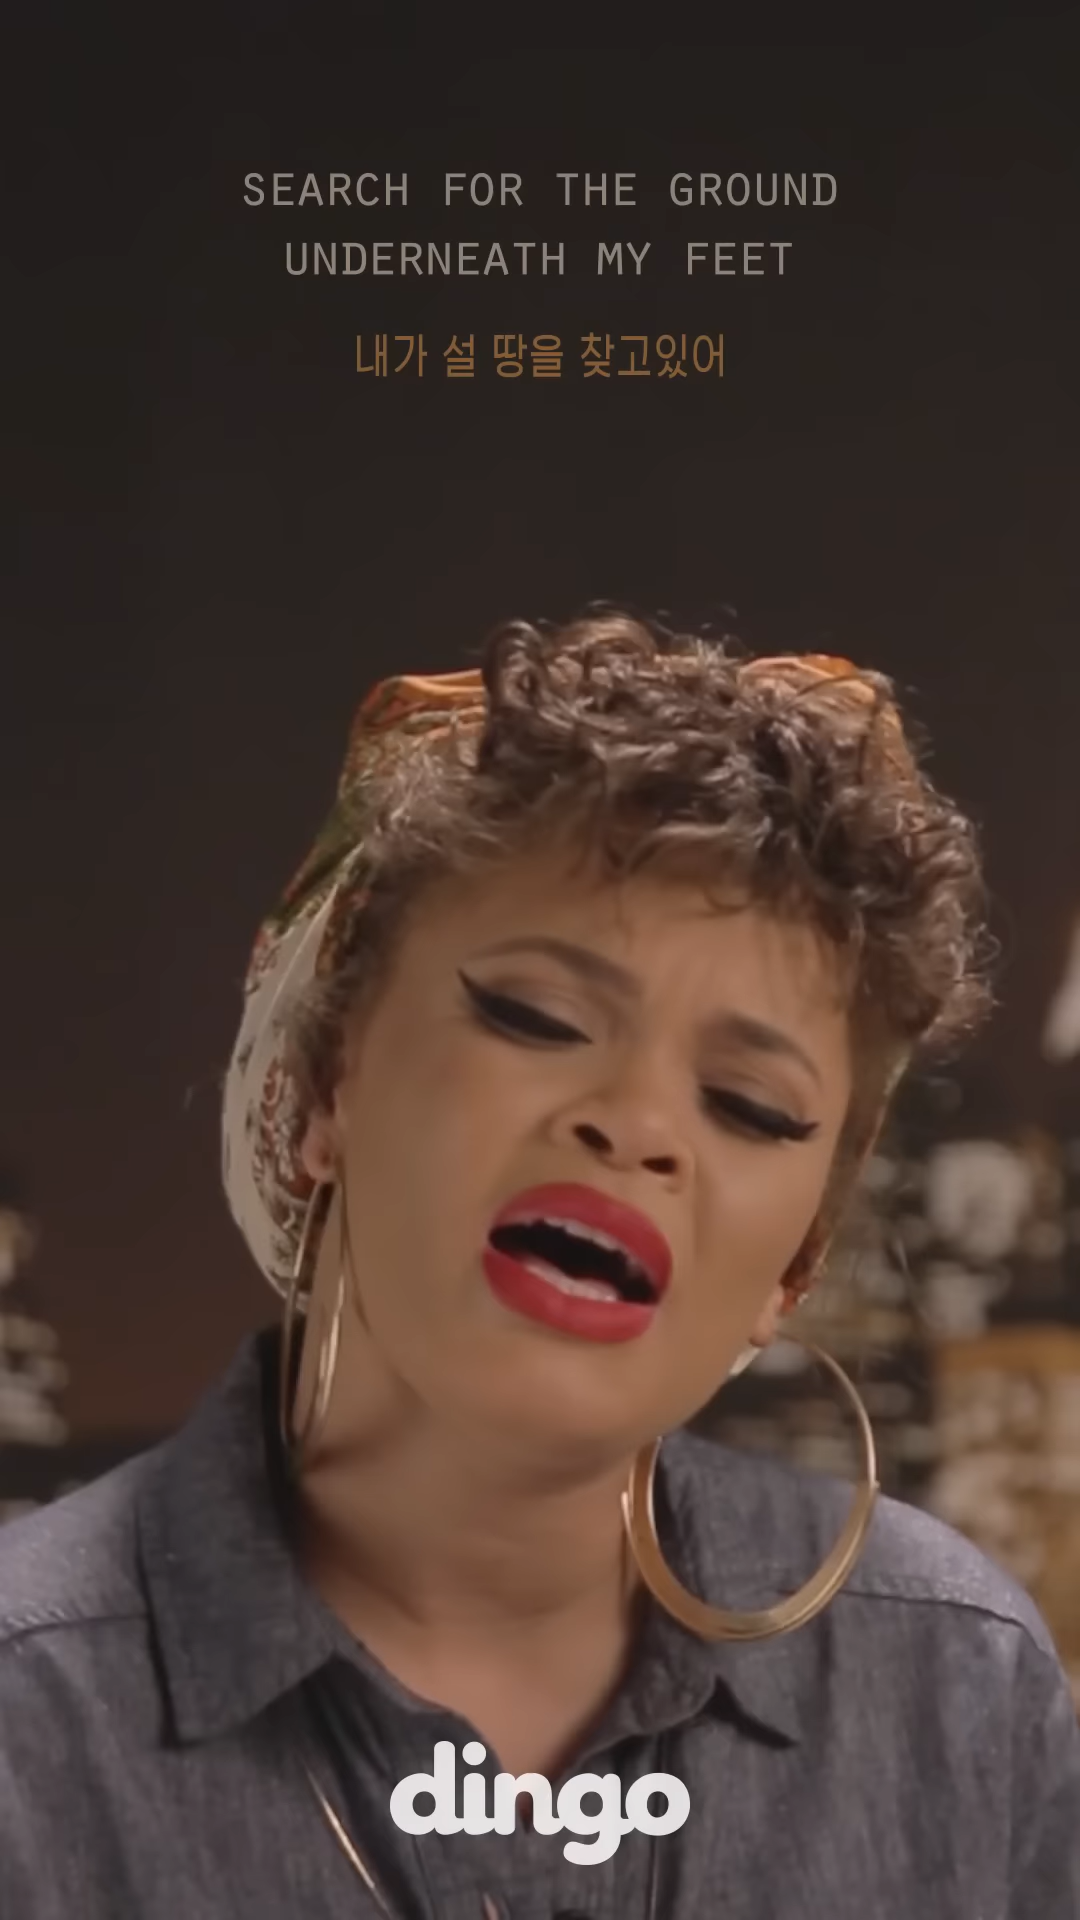 SEARCH FOR THE GROUND
UNDERNEATH MY FEET
내가 설 땅을 찾고있어
dingo